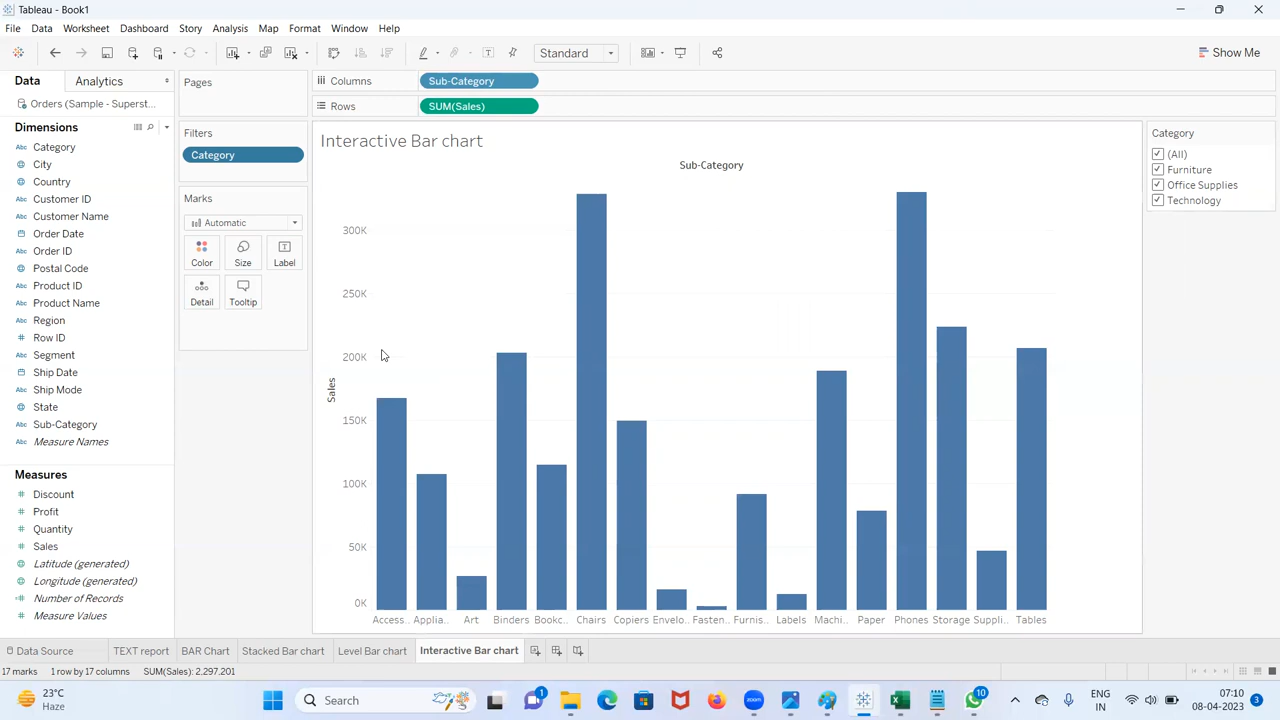 Tableau - Book1
File Data Worksheet Dashboard Story Analysis Map Format Window Help
Standard
Show Me
Data Analytics
Orders (Sample - Superst...
Dimensions
Category
City
Country
Customer ID
Customer Name
Order Date
Order ID
Postal Code
Product ID
Product Name
Region
Row ID
Segment
Ship Date
Ship Mode
State
Sub-Category
Measure Names
Measures
Discount
Profit
Quantity
Sales
Latitude (generated)
Longitude (generated)
Number of Records
Measure Values
Pages
Filters
Category
Marks
Automatic
Color Size Label
Detail Tooltip
Columns Sub-Category
Rows SUM(Sales)
Interactive Bar chart
Sub-Category
300K
250K
200K
150K
100K
50K
0K
Sales
Access.. Applia.. Art Binders Bookc.. Chairs Copiers Envelo.. Fasten.. Furnis.. Labels Machi.. Paper Phones Storage Suppli.. Tables
Category
(All)
Furniture
Office Supplies
Technology
Data Source TEXT report BAR Chart Stacked Bar chart Level Bar chart Interactive Bar chart
17 marks 1 row by 17 columns SUM(Sales): 2,297,201
23°C
Haze
Search
1
zoom
10
ENG
IN
07:10
08-04-2023
3